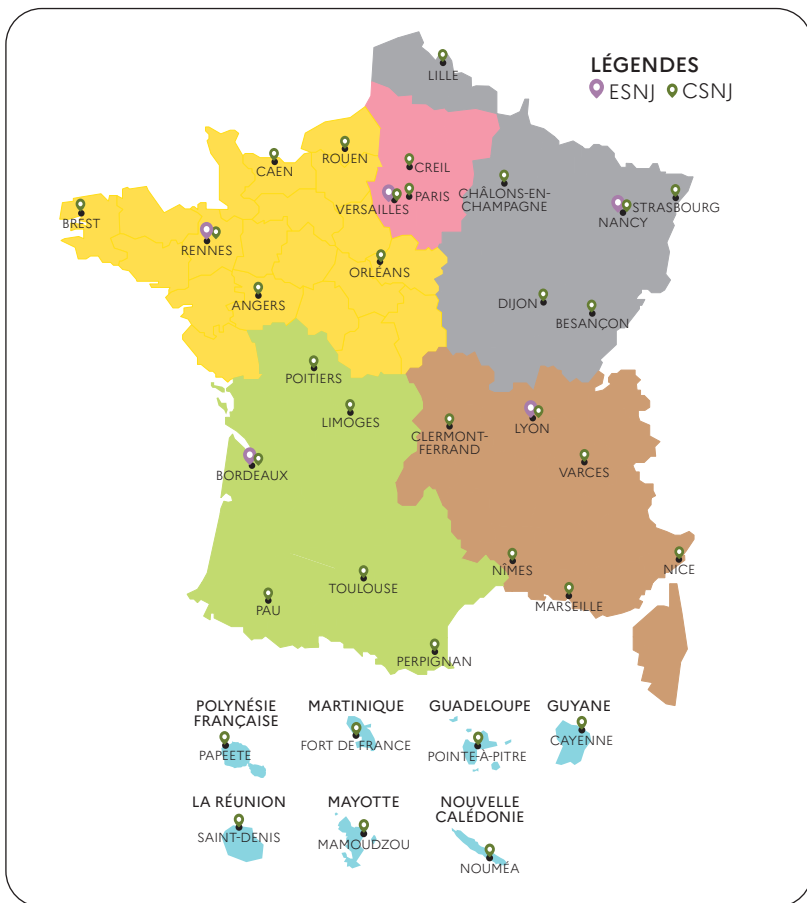 LILLE
LÉGENDES
ESNJ CSNJ
ROUEN
CAEN
CREIL
PARIS
VERSAILLES
CHÂLONS-EN-
CHAMPAGNE
STRASBOURG
NANCY
BREST
RENNES
ORLÉANS
ANGERS
DIJON
BESANÇON
POITIERS
LIMOGES
CLERMONT-
FERRAND
LYON
VARCES
BORDEAUX
NÎMES
NICE
TOULOUSE
MARSEILLE
PAU
PERPIGNAN
POLYNÉSIE
FRANÇAISE
PAPEETE
MARTINIQUE
FORT DE FRANCE
GUADELOUPE
POINTE-À-PITRE
GUYANE
CAYENNE
LA RÉUNION
SAINT-DENIS
MAYOTTE
MAMOUDZOU
NOUVELLE
CALÉDONIE
NOUMÉA